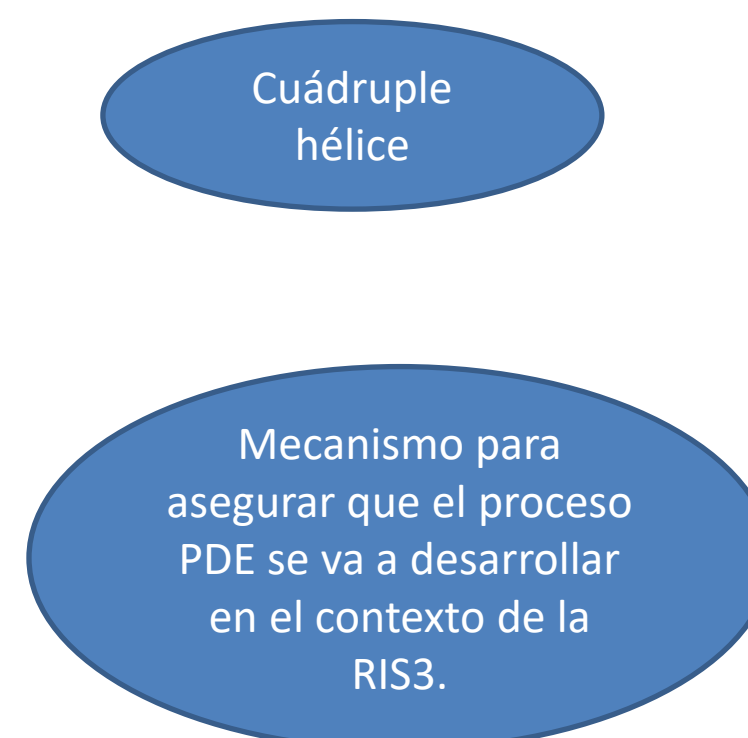 Cuádruple
hélice
Mecanismo para
asegurar que el proceso
PDE se va a desarrollar
en el contexto de la
RIS3.